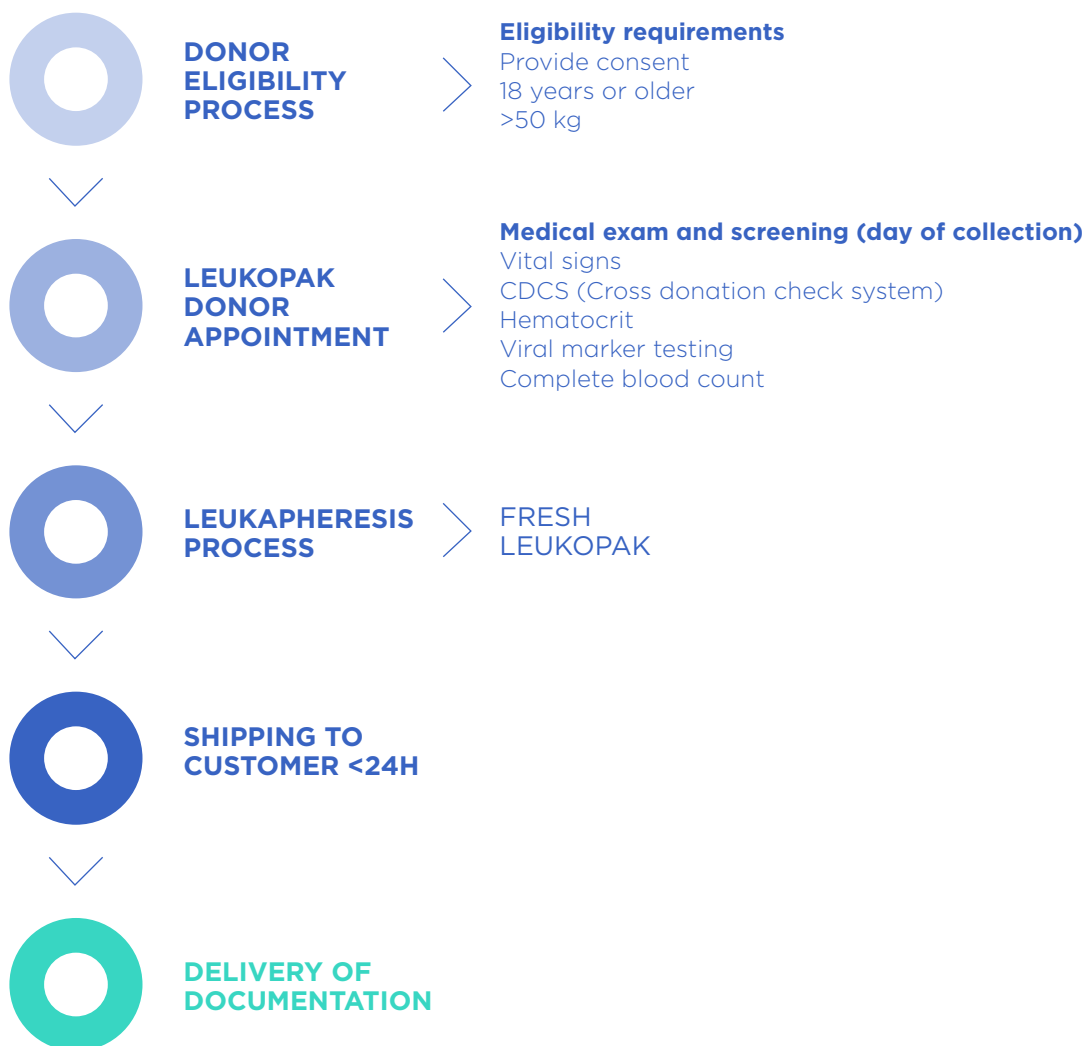 DONOR
ELIGIBILITY
PROCESS
Eligibility requirements
Provide consent
18 years or older
>50 kg
LEUKOPAK
DONOR
APPOINTMENT
Medical exam and screening (day of collection)
Vital signs
CDCS (Cross donation check system)
Hematocrit
Viral marker testing
Complete blood count
LEUKAPHERESIS
PROCESS
FRESH
LEUKOPAK
SHIPPING TO
CUSTOMER <24H
DELIVERY OF
DOCUMENTATION